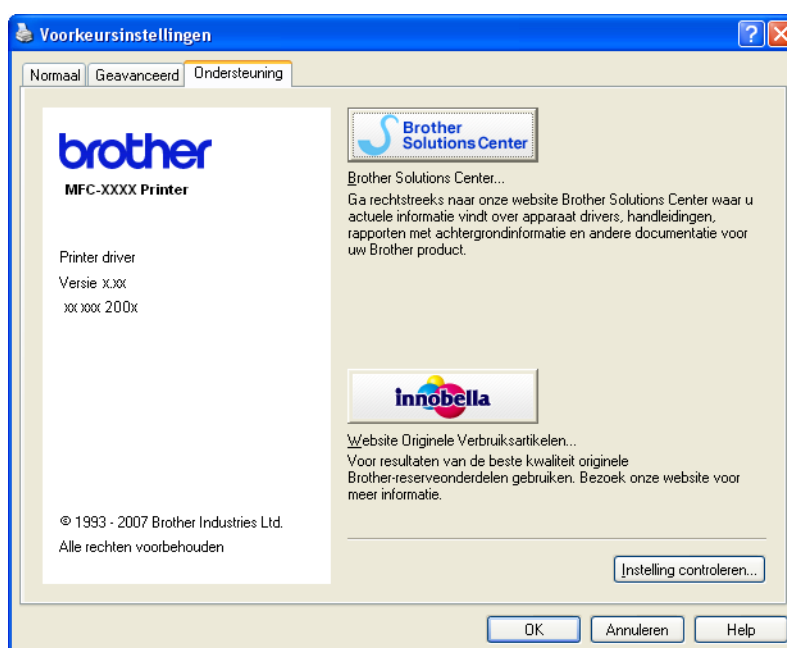 Voorkeursinstellingen
Normaal Geavanceerd Ondersteuning
brother
MFC-XXXX Printer
Printer driver
Versie x.xx
xx xxx 200x
© 1993 - 2007 Brother Industries Ltd.
Alle rechten voorbehouden
Brother
Solutions Center
Brother Solutions Center...
Ga rechtstreeks naar onze website Brother Solutions Center waar u
actuele informatie vindt over apparaat drivers, handleidingen,
rapporten met achtergrondinformatie en andere documentatie voor
uw Brother product.
innobella
Website Originele Verbruiksartikelen...
Voor resultaten van de beste kwaliteit originele
Brother-reserveonderdelen gebruiken. Bezoek onze website voor
meer informatie.
Instelling controleren...
OK Annuleren Help